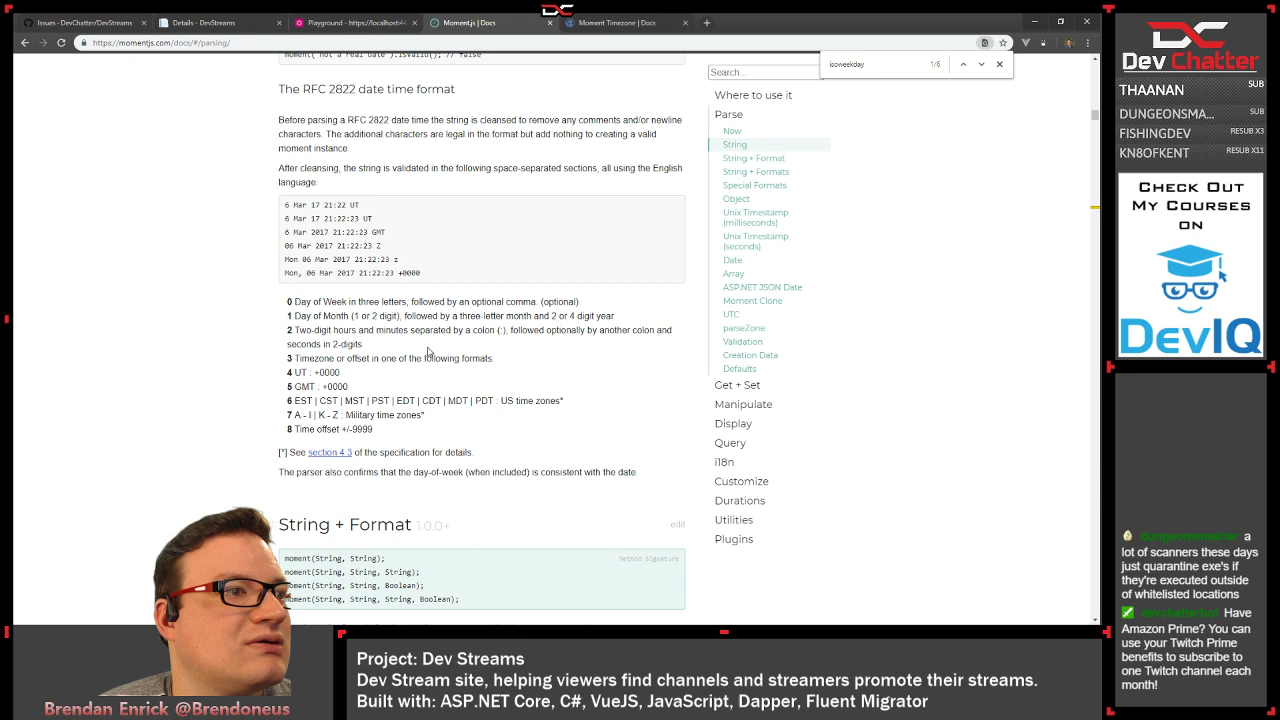 Issues · DevChatter/DevStreams
Details - DevStreams
Playground - https://localhost:44
Moment.js | Docs
Moment Timezone | Docs
https://momentjs.com/docs/#/parsing/
isoweekday
1/6
moment("not a real date").isValid(); // false
The RFC 2822 date time format
Before parsing a RFC 2822 date time the string is cleansed to remove any comments and/or newline
characters. The additional characters are legal in the format but add nothing to creating a valid
moment instance.
After cleansing, the string is validated in the following space-separated sections, all using the English
language:
6 Mar 17 21:22 UT
6 Mar 17 21:22:23 UT
6 Mar 2017 21:22:23 GMT
06 Mar 2017 21:22:23 Z
Mon 06 Mar 2017 21:22:23 z
Mon, 06 Mar 2017 21:22:23 +0000
0 Day of Week in three letters, followed by an optional comma. (optional)
1 Day of Month (1 or 2 digit), followed by a three-letter month and 2 or 4 digit year
2 Two-digit hours and minutes separated by a colon (:), followed optionally by another colon and
seconds in 2-digits
3 Timezone or offset in one of the following formats:
4 UT : +0000
5 GMT : +0000
6 EST | CST | MST | PST | EDT | CDT | MDT | PDT : US time zones*
7 A - I | K - Z : Military time zones*
8 Time offset +/-9999
[*] See section 4.3 of the specification for details.
The parser also confirms that the day-of-week (when included) is consistent with the date.
String + Format 1.0.0+
edit
moment(String, String);
Method Signature
moment(String, String, String);
moment(String, String, Boolean);
moment(String, String, String, Boolean);
Search...
Where to use it
Parse
Now
String
String + Format
String + Formats
Special Formats
Object
Unix Timestamp
(milliseconds)
Unix Timestamp
(seconds)
Date
Array
ASP.NET JSON Date
Moment Clone
UTC
parseZone
Validation
Creation Data
Defaults
Get + Set
Manipulate
Display
Query
i18n
Customize
Durations
Utilities
Plugins
Dev Chatter
THAANAN SUB
DUNGEONSMA... SUB
FISHINGDEV RESUB X3
KN8OFKENT RESUB X11
CHECK OUT
MY COURSES
ON
DevIQ
dungeonsmasher a
lot of scanners these days
just quarantine exe's if
they're executed outside
of whitelisted locations
devchatterbot Have
Amazon Prime? You can
use your Twitch Prime
benefits to subscribe to
one Twitch channel each
month!
Project: Dev Streams
Dev Stream site, helping viewers find channels and streamers promote their streams.
Built with: ASP.NET Core, C#, VueJS, JavaScript, Dapper, Fluent Migrator
Brendan Enrick @Brendoneus